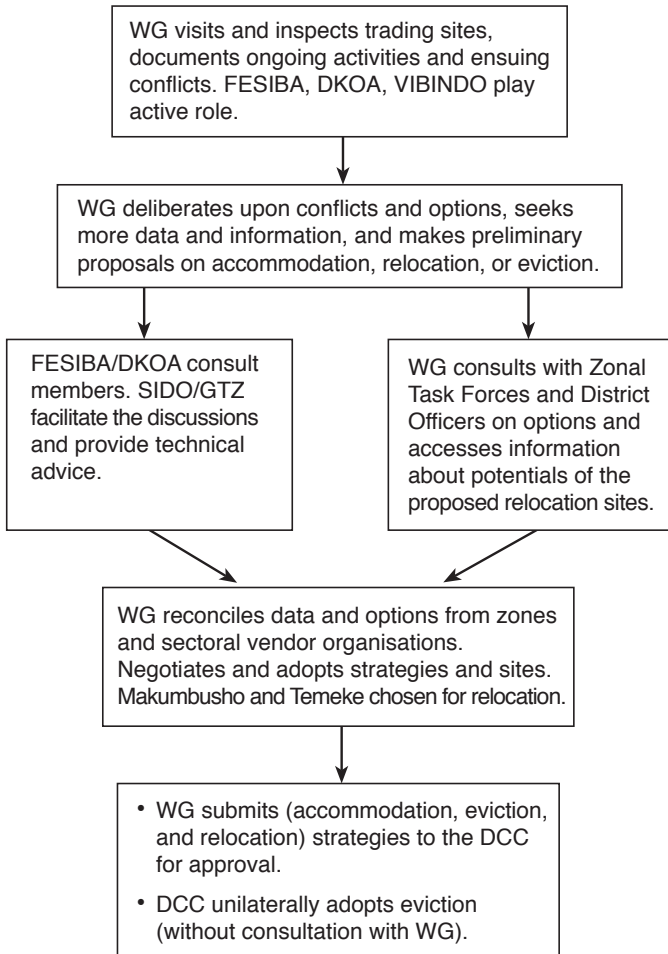 WG visits and inspects trading sites,
documents ongoing activities and ensuing
conflicts. FESIBA, DKOA, VIBINDO play
active role.
WG deliberates upon conflicts and options, seeks
more data and information, and makes preliminary
proposals on accommodation, relocation, or eviction.
FESIBA/DKOA consult
members. SIDO/GTZ
facilitate the discussions
and provide technical
advice.
WG consults with Zonal
Task Forces and District
Officers on options and
accesses information
about potentials of the
proposed relocation sites.
WG reconciles data and options from zones
and sectoral vendor organisations.
Negotiates and adopts strategies and sites.
Makumbusho and Temeke chosen for relocation.
• WG submits (accommodation, eviction,
and relocation) strategies to the DCC
for approval.
• DCC unilaterally adopts eviction
(without consultation with WG).